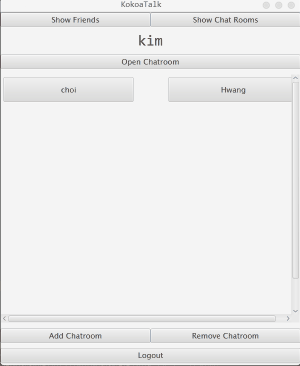 KokoaTalk
Show Friends Show Chat Rooms
kim
Open Chatroom
choi Hwang
Add Chatroom Remove Chatroom
Logout